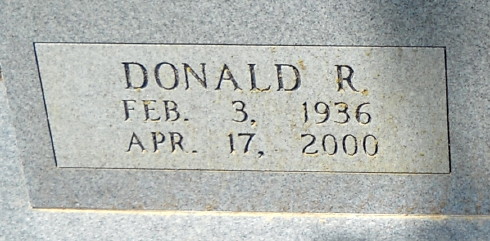 DONALD R.
FEB. 3, 1936
APR. 17, 2000